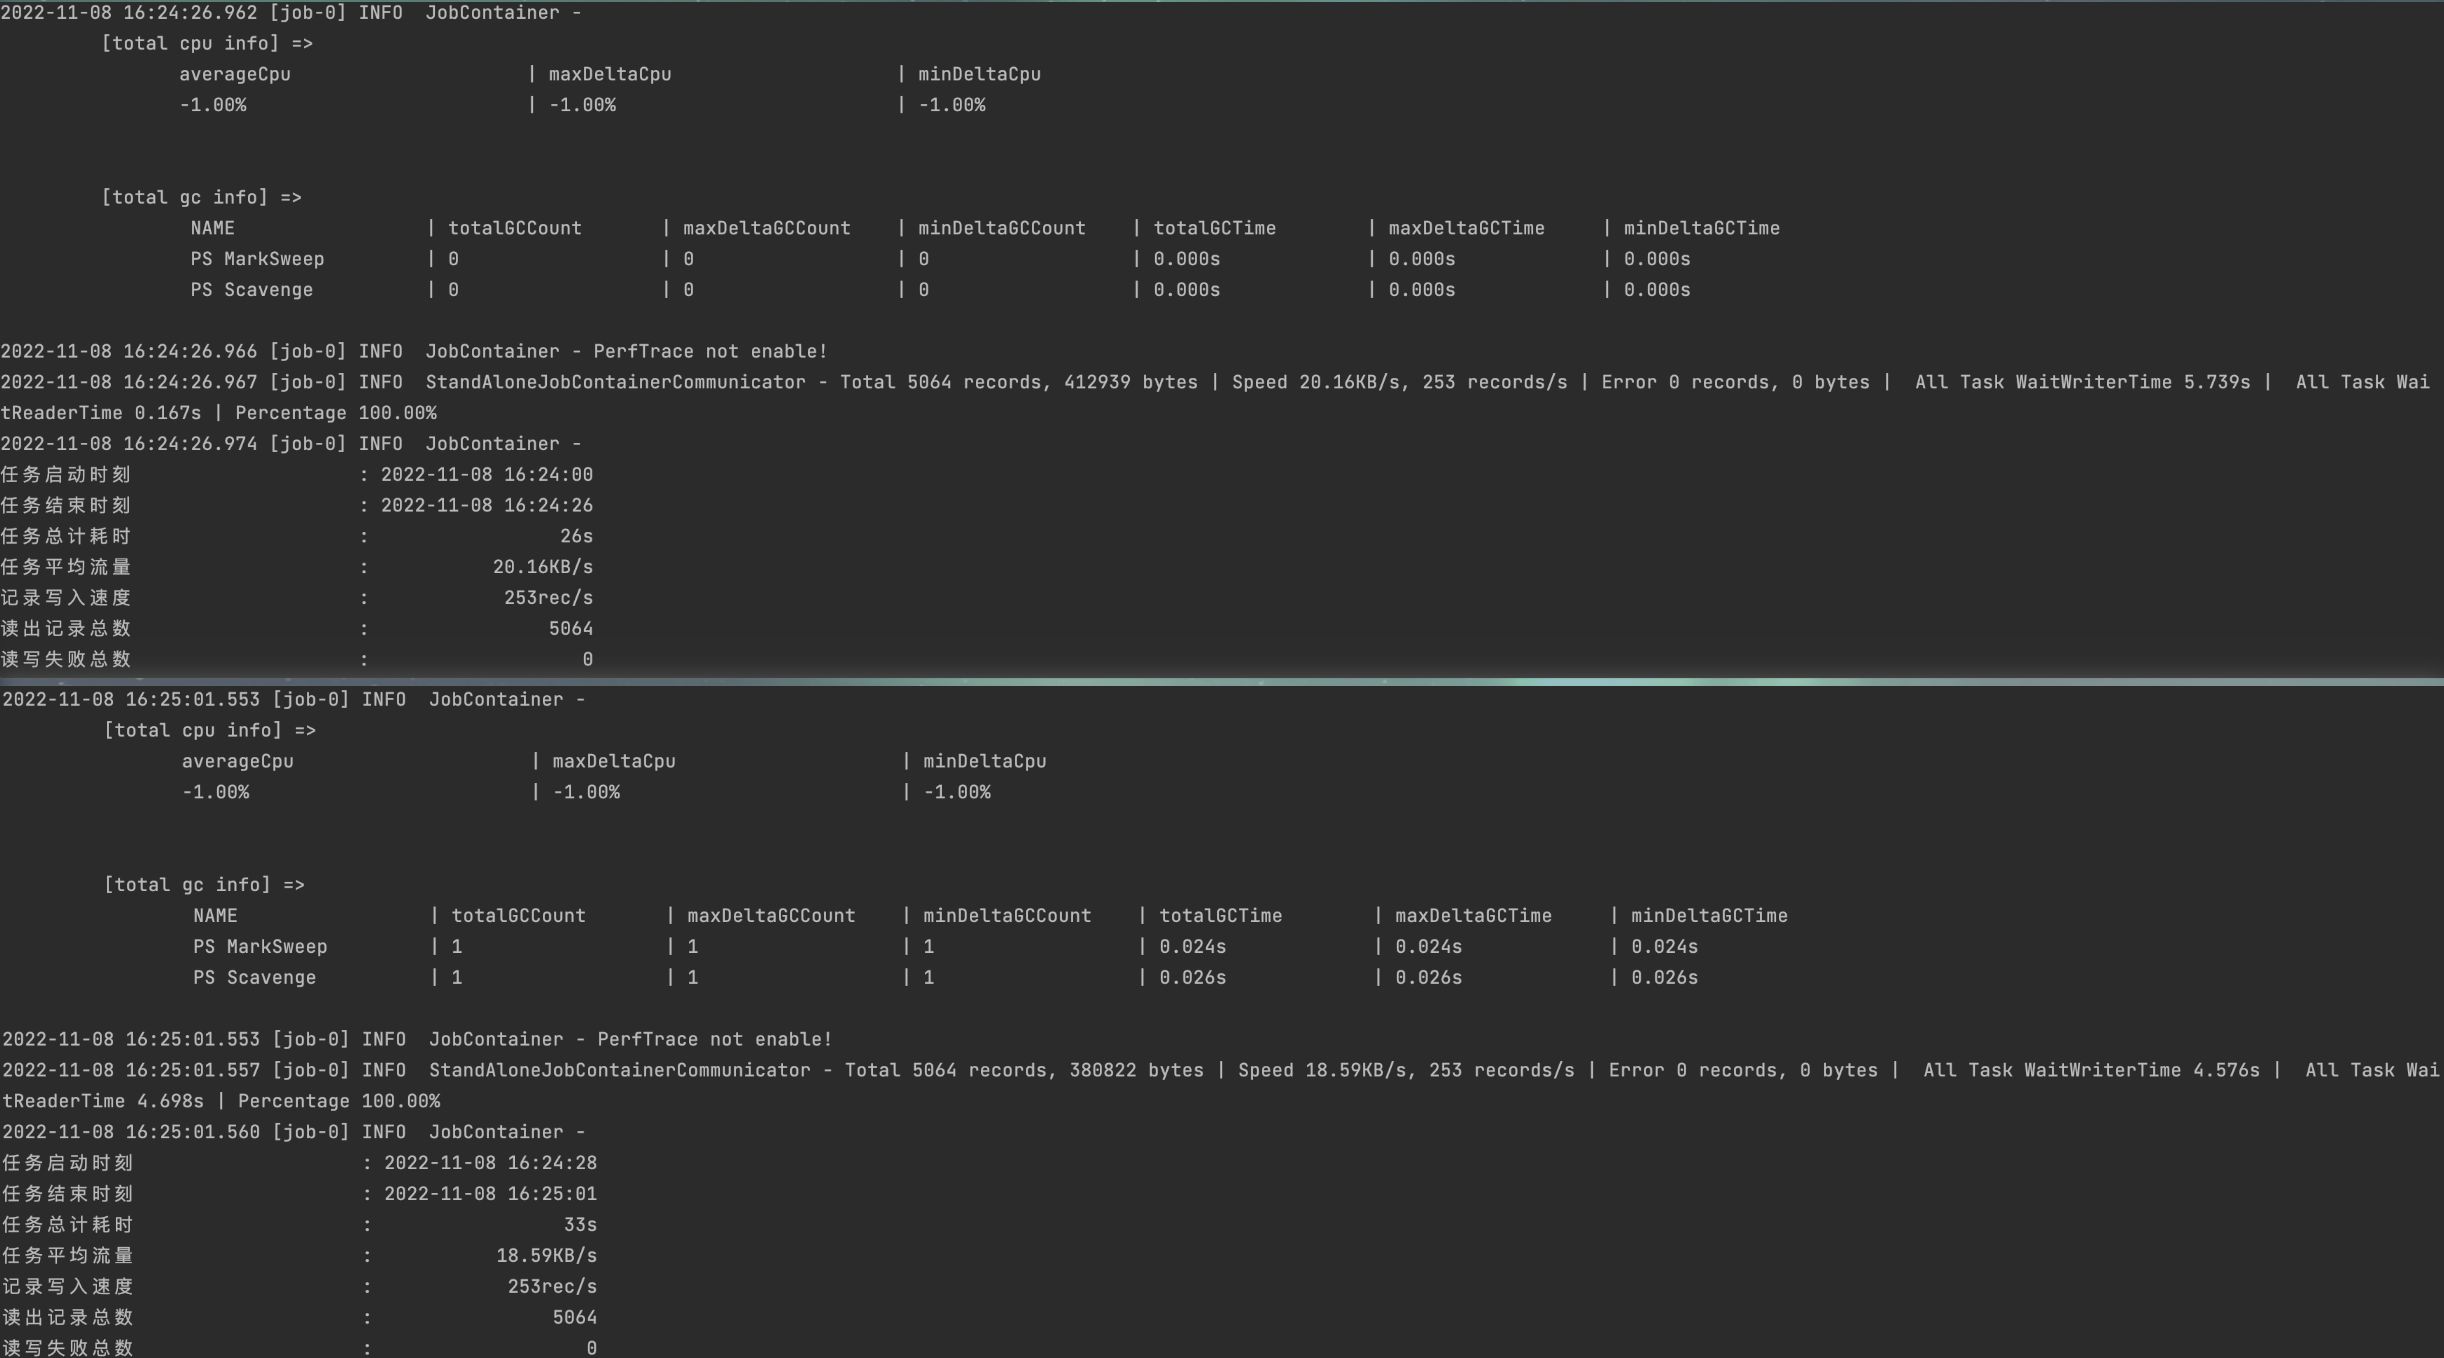 2022-11-08 16:24:26.962 [job-0] INFO  JobContainer -
[total cpu info] =>
averageCpu | maxDeltaCpu | minDeltaCpu
-1.00% | -1.00% | -1.00%
[total gc info] =>
NAME | totalGCCount | maxDeltaGCCount | minDeltaGCCount | totalGCTime | maxDeltaGCTime | minDeltaGCTime
PS MarkSweep | 0 | 0 | 0 | 0.000s | 0.000s | 0.000s
PS Scavenge | 0 | 0 | 0 | 0.000s | 0.000s | 0.000s
2022-11-08 16:24:26.966 [job-0] INFO  JobContainer - PerfTrace not enable!
2022-11-08 16:24:26.967 [job-0] INFO  StandAloneJobContainerCommunicator - Total 5064 records, 412939 bytes | Speed 20.16KB/s, 253 records/s | Error 0 records, 0 bytes |  All Task WaitWriterTime 5.739s |  All Task Wai
tReaderTime 0.167s | Percentage 100.00%
2022-11-08 16:24:26.974 [job-0] INFO  JobContainer -
任务启动时刻 : 2022-11-08 16:24:00
任务结束时刻 : 2022-11-08 16:24:26
任务总计耗时 : 26s
任务平均流量 : 20.16KB/s
记录写入速度 : 253rec/s
读出记录总数 : 5064
读写失败总数 : 0
2022-11-08 16:25:01.553 [job-0] INFO  JobContainer -
[total cpu info] =>
averageCpu | maxDeltaCpu | minDeltaCpu
-1.00% | -1.00% | -1.00%
[total gc info] =>
NAME | totalGCCount | maxDeltaGCCount | minDeltaGCCount | totalGCTime | maxDeltaGCTime | minDeltaGCTime
PS MarkSweep | 1 | 1 | 1 | 0.024s | 0.024s | 0.024s
PS Scavenge | 1 | 1 | 1 | 0.026s | 0.026s | 0.026s
2022-11-08 16:25:01.553 [job-0] INFO  JobContainer - PerfTrace not enable!
2022-11-08 16:25:01.557 [job-0] INFO  StandAloneJobContainerCommunicator - Total 5064 records, 380822 bytes | Speed 18.59KB/s, 253 records/s | Error 0 records, 0 bytes |  All Task WaitWriterTime 4.576s |  All Task Wai
tReaderTime 4.698s | Percentage 100.00%
2022-11-08 16:25:01.560 [job-0] INFO  JobContainer -
任务启动时刻 : 2022-11-08 16:24:28
任务结束时刻 : 2022-11-08 16:25:01
任务总计耗时 : 33s
任务平均流量 : 18.59KB/s
记录写入速度 : 253rec/s
读出记录总数 : 5064
读写失败总数 : 0